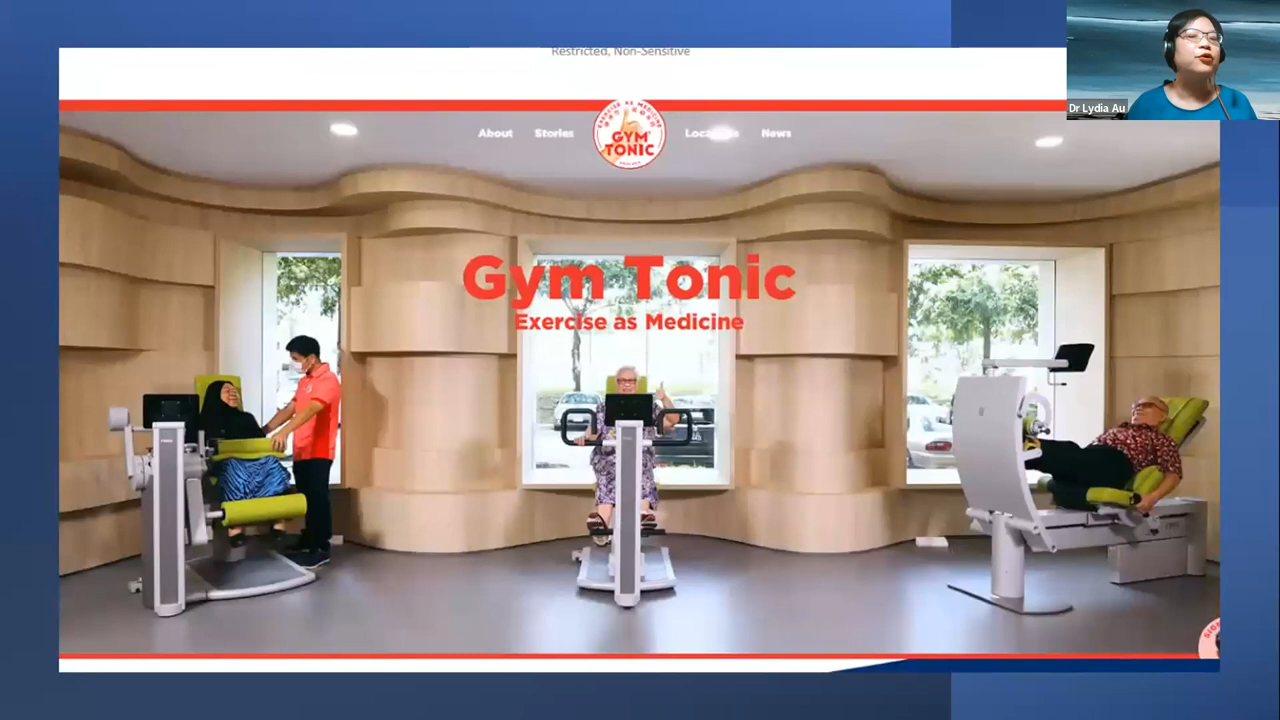 Restricted, Non-Sensitive
Dr Lydia Au
About Stories
News
GYM
TONIC
Gym Tonic
Exercise as Medicine